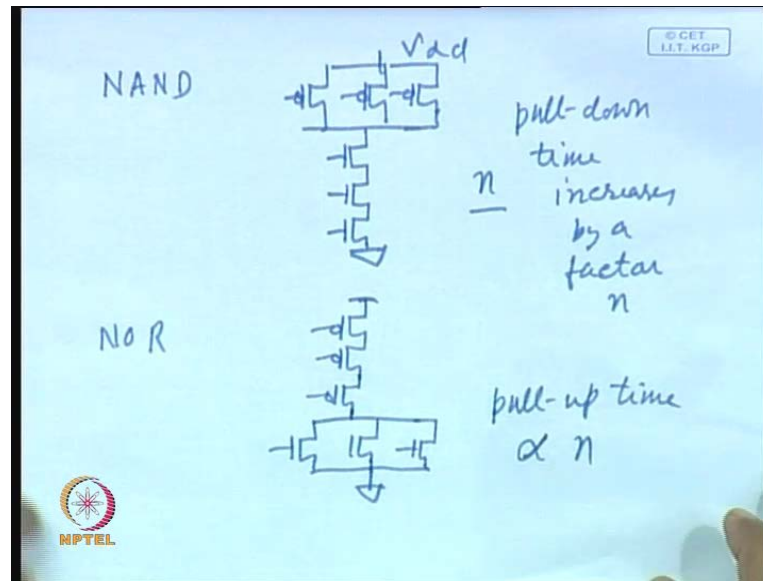 © CET
I.I.T. KGP
NAND
Vdd
pull-down
time
n
increases
by a
factor
n
NOR
pull-up time
∝ n
NPTEL